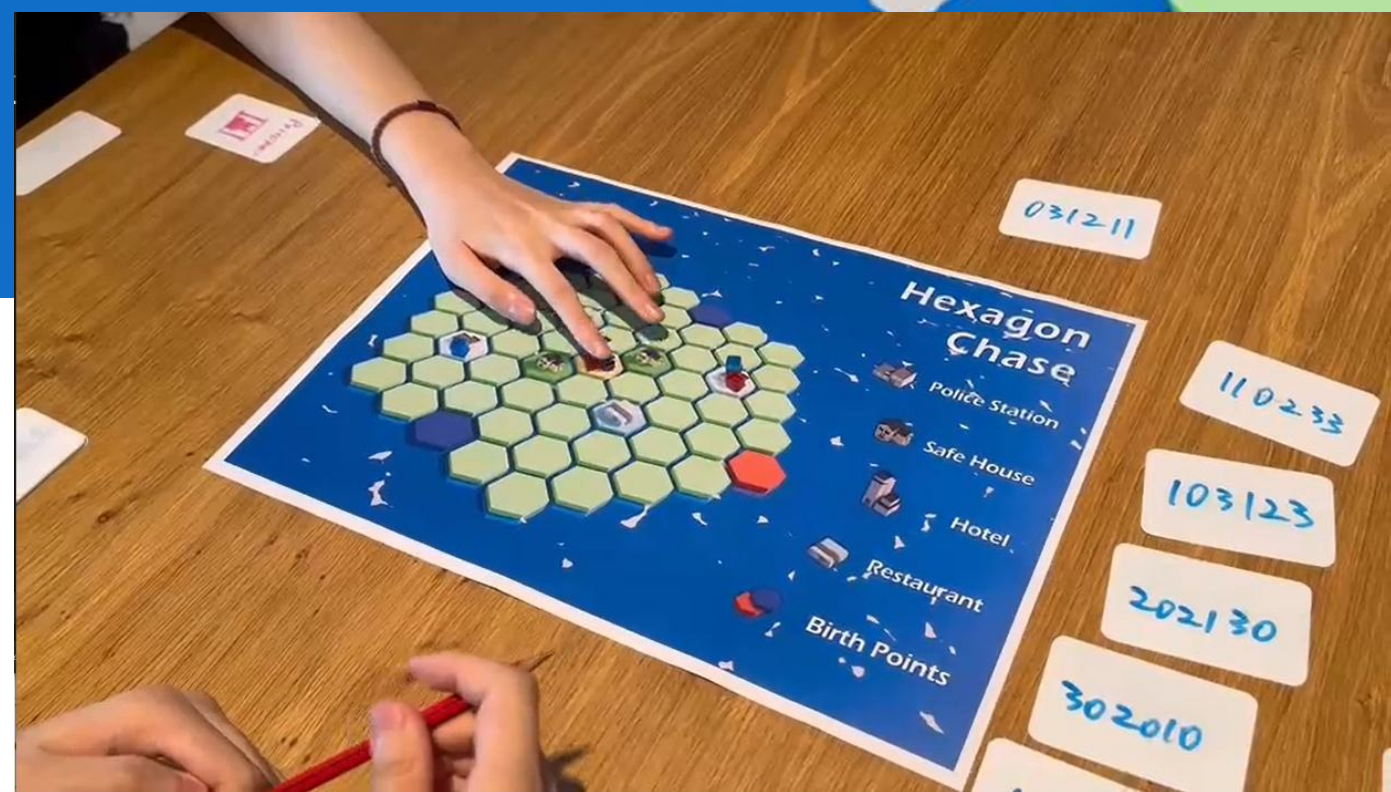 Hexagon
Chase
Police Station
Safe House
Hotel
Restaurant
Birth Points
031211
110233
103123
202130
302010